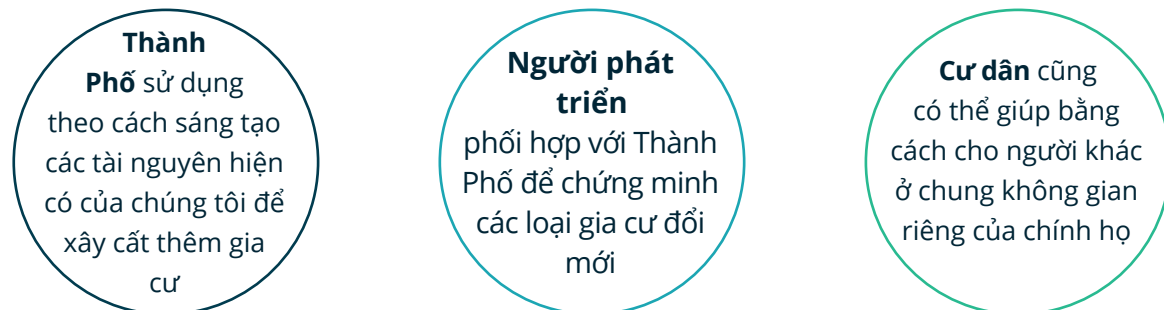 Thành
Phố sử dụng
theo cách sáng tạo
các tài nguyên hiện
có của chúng tôi để
xây cất thêm gia
cư
Người phát
triển
phối hợp với Thành
Phố để chứng minh
các loại gia cư đổi
mới
Cư dân cũng
có thể giúp bằng
cách cho người khác
ở chung không gian
riêng của chính họ